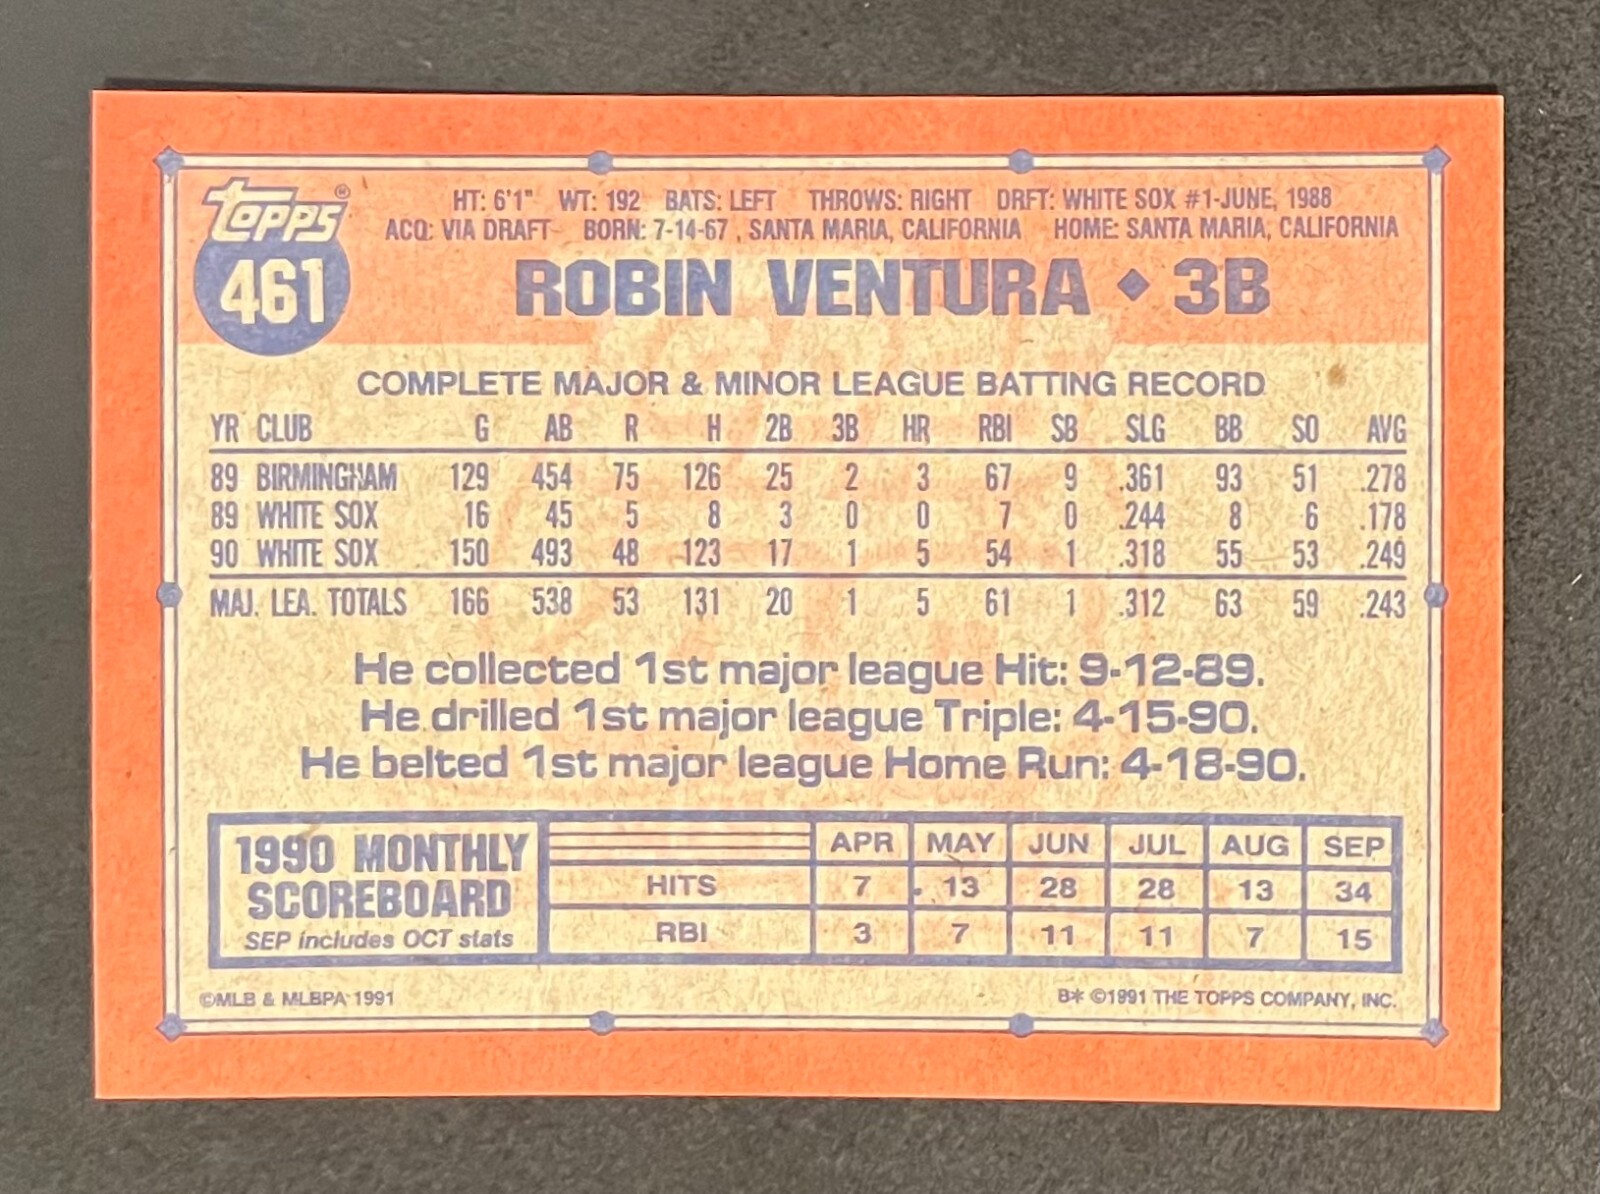 topps®
461
HT: 6'1" WT: 192 BATS: LEFT THROWS: RIGHT DRFT: WHITE SOX #1-JUNE, 1988
ACQ: VIA DRAFT BORN: 7-14-67 , SANTA MARIA, CALIFORNIA HOME: SANTA MARIA, CALIFORNIA
ROBIN VENTURA ◆ 3B
COMPLETE MAJOR & MINOR LEAGUE BATTING RECORD
YR CLUB G AB R H 2B 3B HR RBI SB SLG BB SO AVG
89 BIRMINGHAM 129 454 75 126 25 2 3 67 9 .361 93 51 .278
89 WHITE SOX 16 45 5 8 3 0 0 7 0 .244 8 6 .178
90 WHITE SOX 150 493 48 123 17 1 5 54 1 .318 55 53 .249
MAJ. LEA. TOTALS 166 538 53 131 20 1 5 61 1 .312 63 59 .243
He collected 1st major league Hit: 9-12-89.
He drilled 1st major league Triple: 4-15-90.
He belted 1st major league Home Run: 4-18-90.
1990 MONTHLY
SCOREBOARD
SEP includes OCT stats
APR MAY JUN JUL AUG SEP
HITS 7 13 28 28 13 34
RBI 3 7 11 11 7 15
©MLB & MLBPA 1991
B* ©1991 THE TOPPS COMPANY, INC.